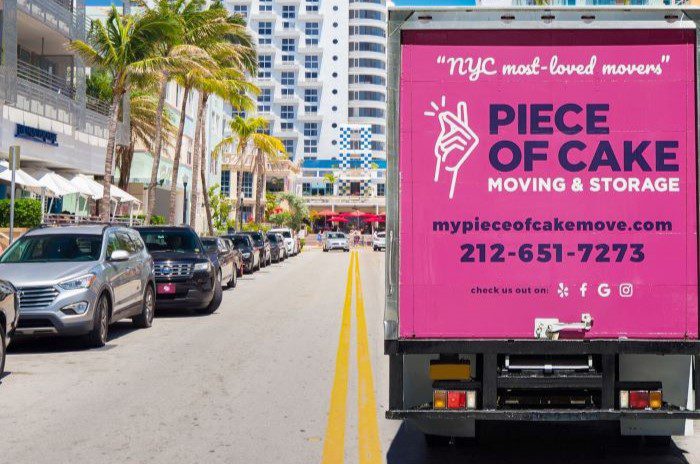 "NYC most-loved movers"
PIECE
OF CAKE
MOVING & STORAGE
mypieceofcakemove.com
212-651-7273
check us out on: